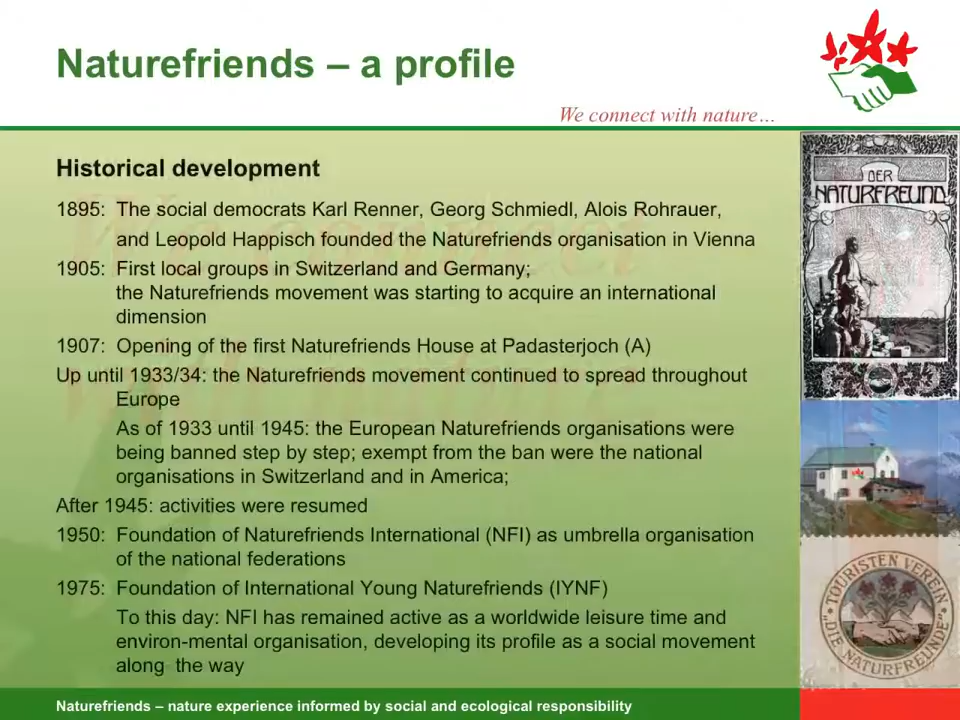 Naturefriends – a profile
We connect with nature…
Historical development
1895: The social democrats Karl Renner, Georg Schmiedl, Alois Rohrauer,
and Leopold Happisch founded the Naturefriends organisation in Vienna
1905: First local groups in Switzerland and Germany;
the Naturefriends movement was starting to acquire an international
dimension
1907: Opening of the first Naturefriends House at Padasterjoch (A)
Up until 1933/34: the Naturefriends movement continued to spread throughout
Europe
As of 1933 until 1945: the European Naturefriends organisations were
being banned step by step; exempt from the ban were the national
organisations in Switzerland and in America;
After 1945: activities were resumed
1950: Foundation of Naturefriends International (NFI) as umbrella organisation
of the national federations
1975: Foundation of International Young Naturefriends (IYNF)
To this day: NFI has remained active as a worldwide leisure time and
environ-mental organisation, developing its profile as a social movement
along the way
DER
NATURFREUND
TOURISTEN VEREIN
DIE NATURFREUNDE
Naturefriends – nature experience informed by social and ecological responsibility